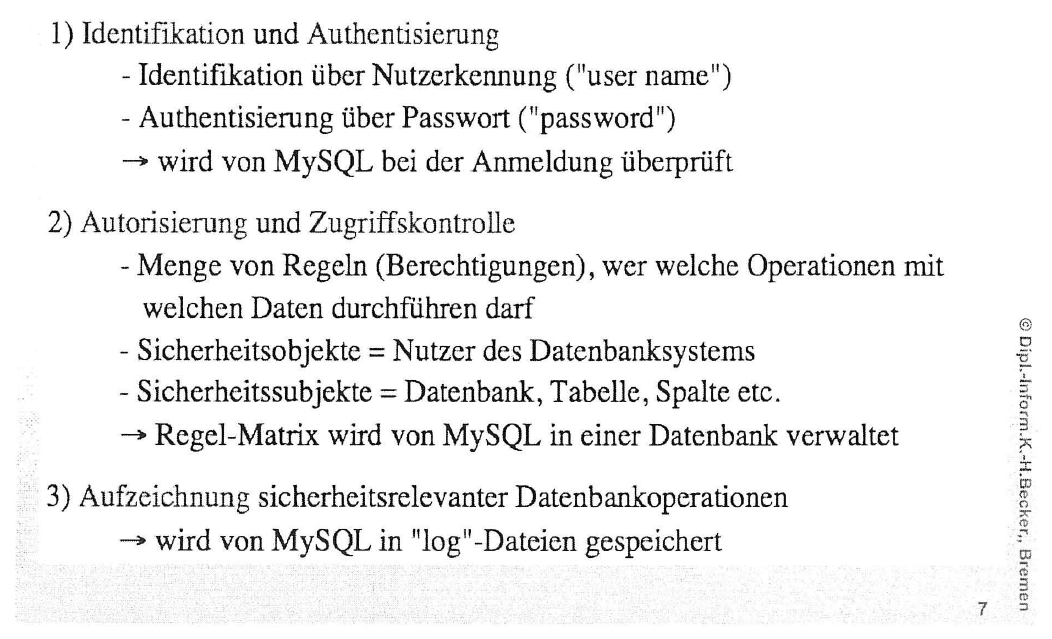 1) Identifikation und Authentisierung
- Identifikation über Nutzerkennung ("user name")
- Authentisierung über Passwort ("password")
→ wird von MySQL bei der Anmeldung überprüft
2) Autorisierung und Zugriffskontrolle
- Menge von Regeln (Berechtigungen), wer welche Operationen mit
welchen Daten durchführen darf
- Sicherheitsobjekte = Nutzer des Datenbanksystems
- Sicherheitssubjekte = Datenbank, Tabelle, Spalte etc.
→ Regel-Matrix wird von MySQL in einer Datenbank verwaltet
3) Aufzeichnung sicherheitsrelevanter Datenbankoperationen
→ wird von MySQL in "log"-Dateien gespeichert
© Dipl.-Inform.K.-H.Becker,, Bremen
7